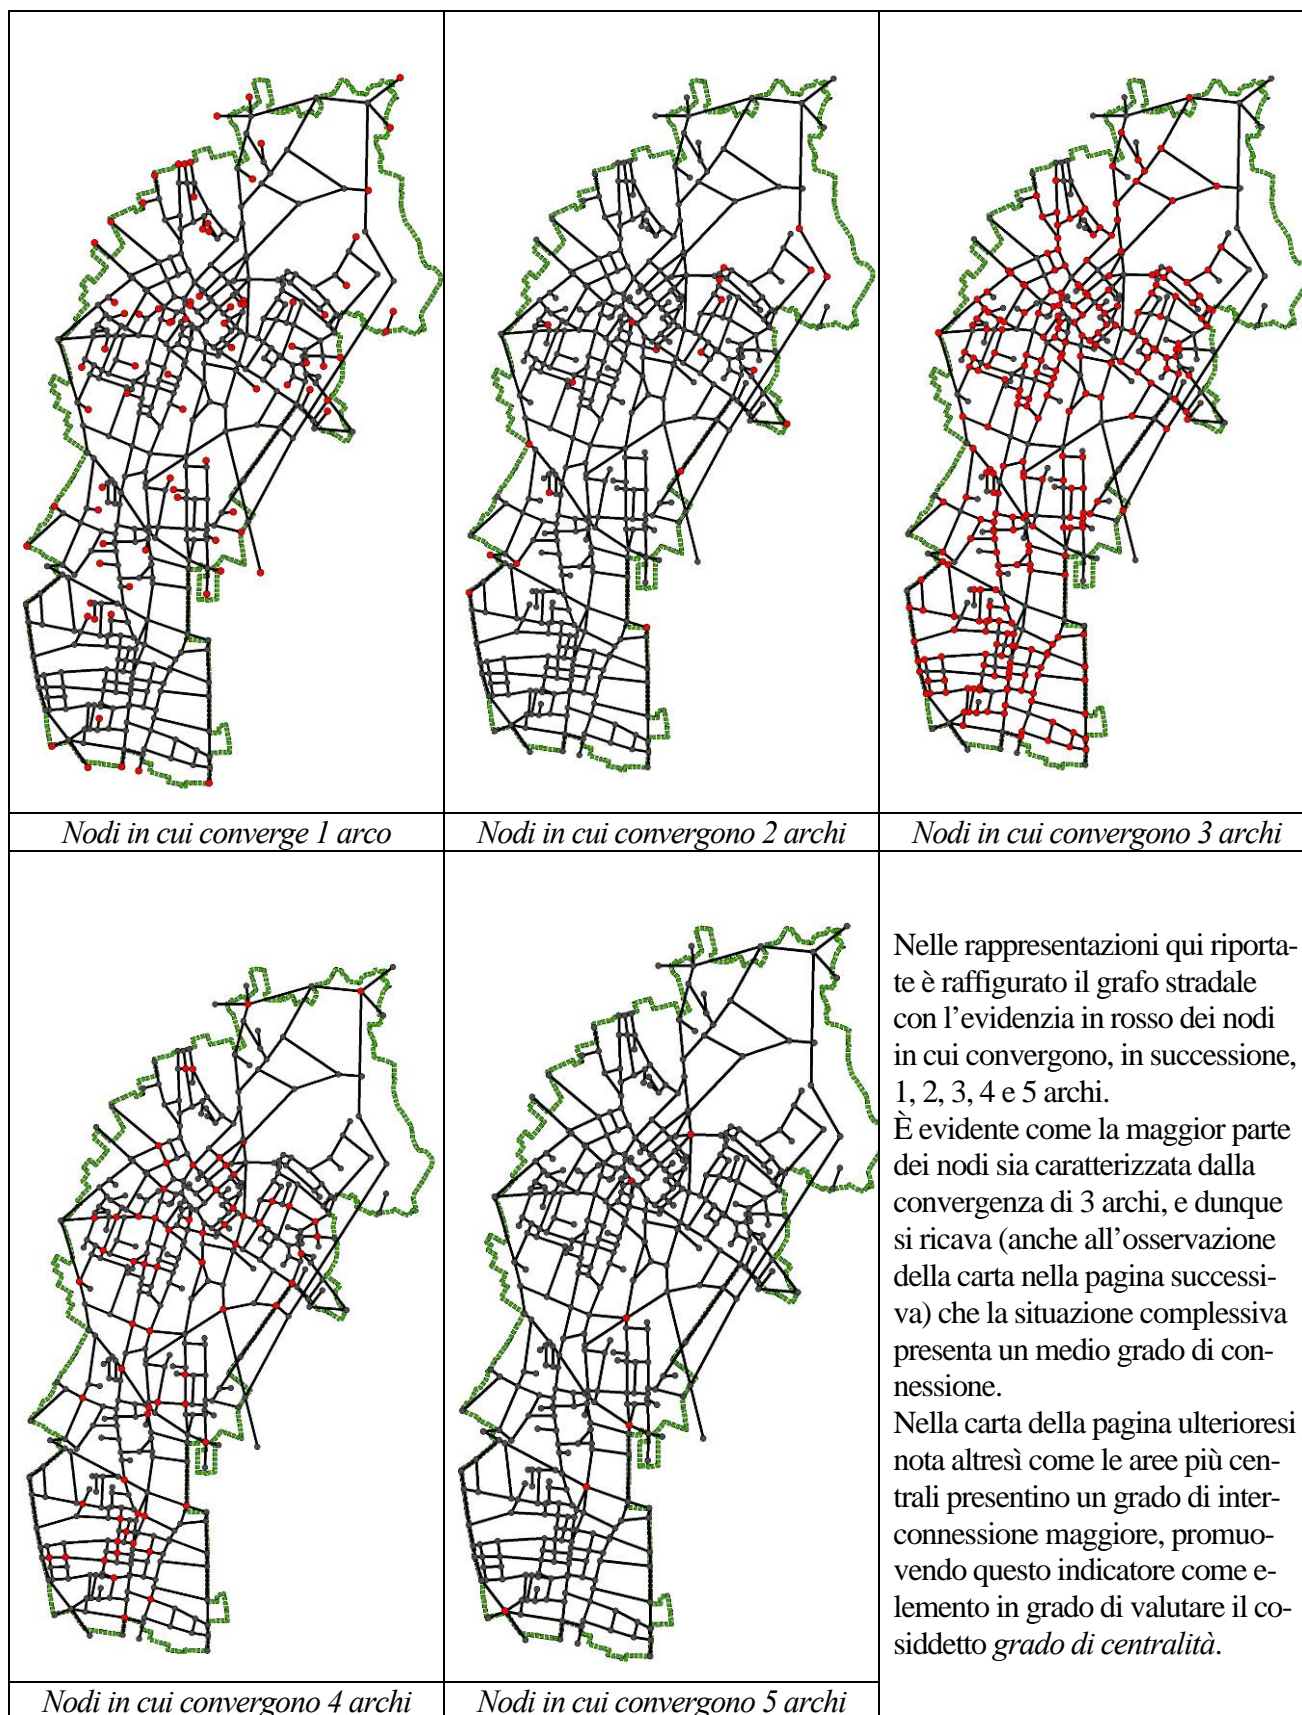 Nodi in cui converge 1 arco
Nodi in cui convergono 2 archi
Nodi in cui convergono 3 archi
Nelle rappresentazioni qui riporta-
te è raffigurato il grafo stradale
con l'evidenzia in rosso dei nodi
in cui convergono, in successione,
1, 2, 3, 4 e 5 archi.
È evidente come la maggior parte
dei nodi sia caratterizzata dalla
convergenza di 3 archi, e dunque
si ricava (anche all'osservazione
della carta nella pagina successi-
va) che la situazione complessiva
presenta un medio grado di con-
nessione.
Nella carta della pagina ulterioresi
nota altresì come le aree più cen-
trali presentino un grado di inter-
connessione maggiore, promuo-
vendo questo indicatore come e-
lemento in grado di valutare il co-
siddetto grado di centralità.
Nodi in cui convergono 4 archi
Nodi in cui convergono 5 archi